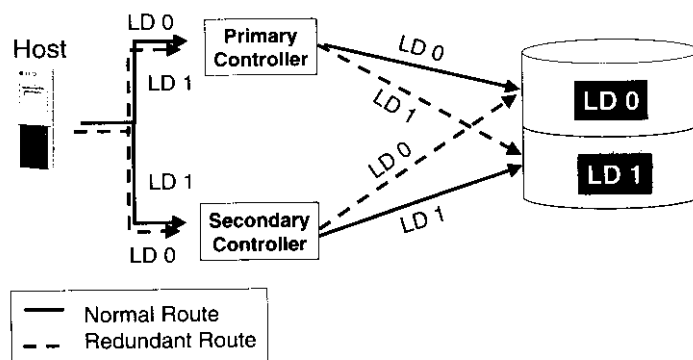 LD 0
Host
LD 1
Primary
Controller
LD 0
LD 1
LD 0
LD 1
LD 0
LD 1
LD 1
LD 0
Secondary
Controller
Normal Route
Redundant Route